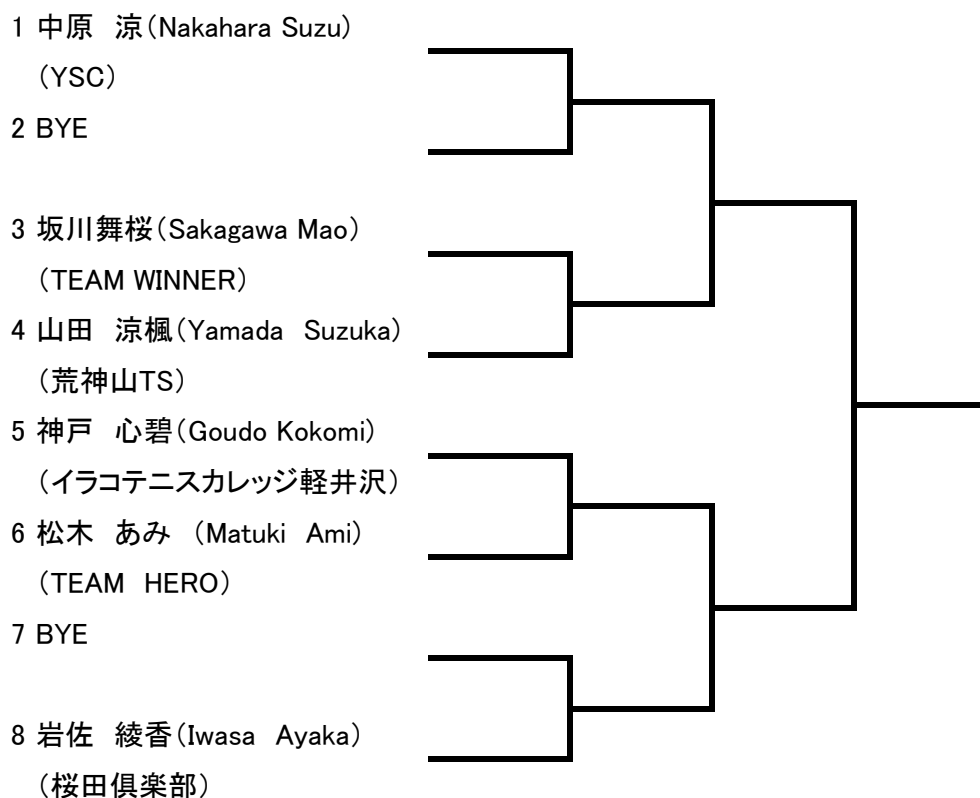 1 中原　涼（Nakahara Suzu）
（YSC）
2 BYE
3 坂川舞桜（Sakagawa Mao）
（TEAM WINNER）
4 山田　涼楓（Yamada　Suzuka）
（荒神山TS）
5 神戸　心碧（Goudo Kokomi）
（イラコテニスカレッジ軽井沢）
6 松木　あみ　（Matuki　Ami）
（TEAM　HERO）
7 BYE
8 岩佐　綾香（Iwasa　Ayaka）
（桜田倶楽部）